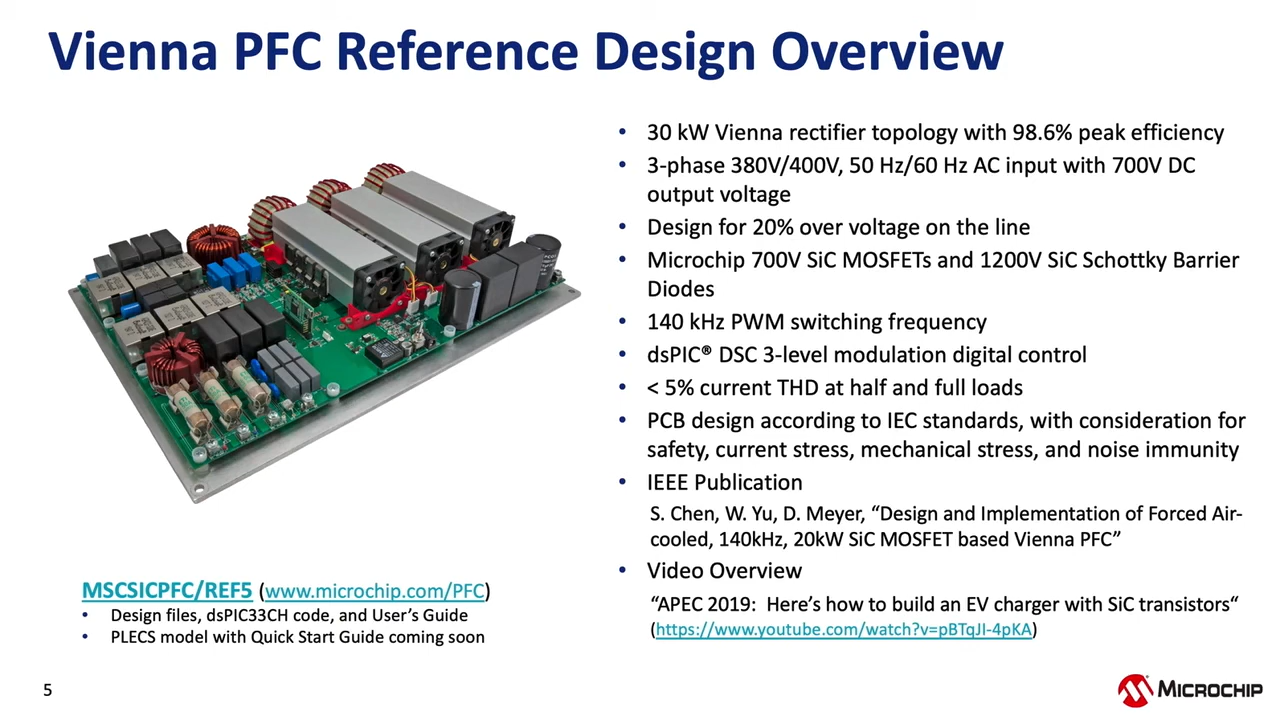 Vienna PFC Reference Design Overview
• 30 kW Vienna rectifier topology with 98.6% peak efficiency
• 3-phase 380V/400V, 50 Hz/60 Hz AC input with 700V DC
output voltage
• Design for 20% over voltage on the line
• Microchip 700V SiC MOSFETs and 1200V SiC Schottky Barrier
Diodes
• 140 kHz PWM switching frequency
• dsPIC® DSC 3-level modulation digital control
• < 5% current THD at half and full loads
• PCB design according to IEC standards, with consideration for
safety, current stress, mechanical stress, and noise immunity
• IEEE Publication
S. Chen, W. Yu, D. Meyer, “Design and Implementation of Forced Air-
cooled, 140kHz, 20kW SiC MOSFET based Vienna PFC”
• Video Overview
“APEC 2019:  Here’s how to build an EV charger with SiC transistors“
(https://www.youtube.com/watch?v=pBTqJI-4pKA)
MSCSICPFC/REF5 (www.microchip.com/PFC)
• Design files, dsPIC33CH code, and User’s Guide
• PLECS model with Quick Start Guide coming soon
5
MICROCHIP